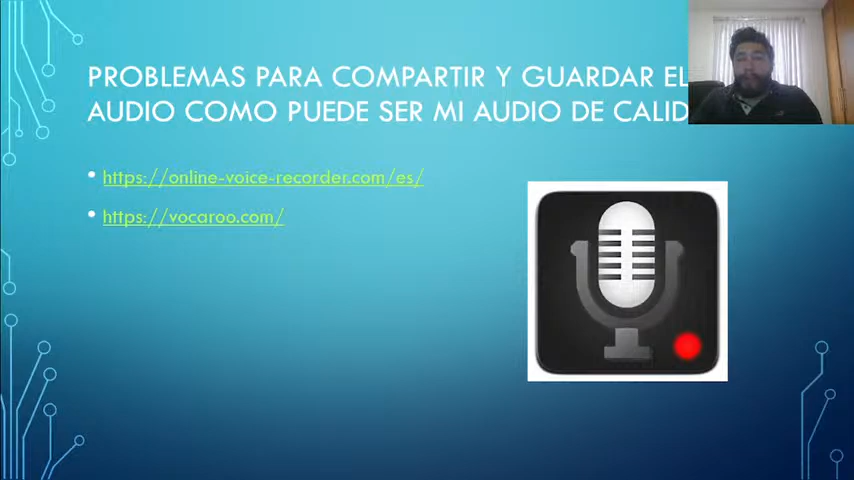 PROBLEMAS PARA COMPARTIR Y GUARDAR EL
AUDIO COMO PUEDE SER MI AUDIO DE CALID
https://online-voice-recorder.com/es/
https://vocaroo.com/